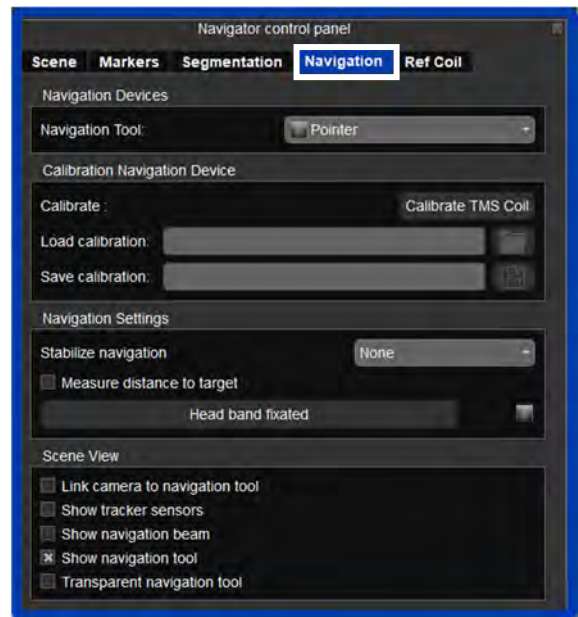 Navigator control panel
Scene Markers Segmentation Navigation Ref Coil
Navigation Devices
Navigation Tool: Pointer
Calibration Navigation Device
Calibrate : Calibrate TMS Coil
Load calibration:
Save calibration:
Navigation Settings
Stabilize navigation None
Measure distance to target
Head band fixated
Scene View
Link camera to navigation tool
Show tracker sensors
Show navigation beam
Show navigation tool
Transparent navigation tool